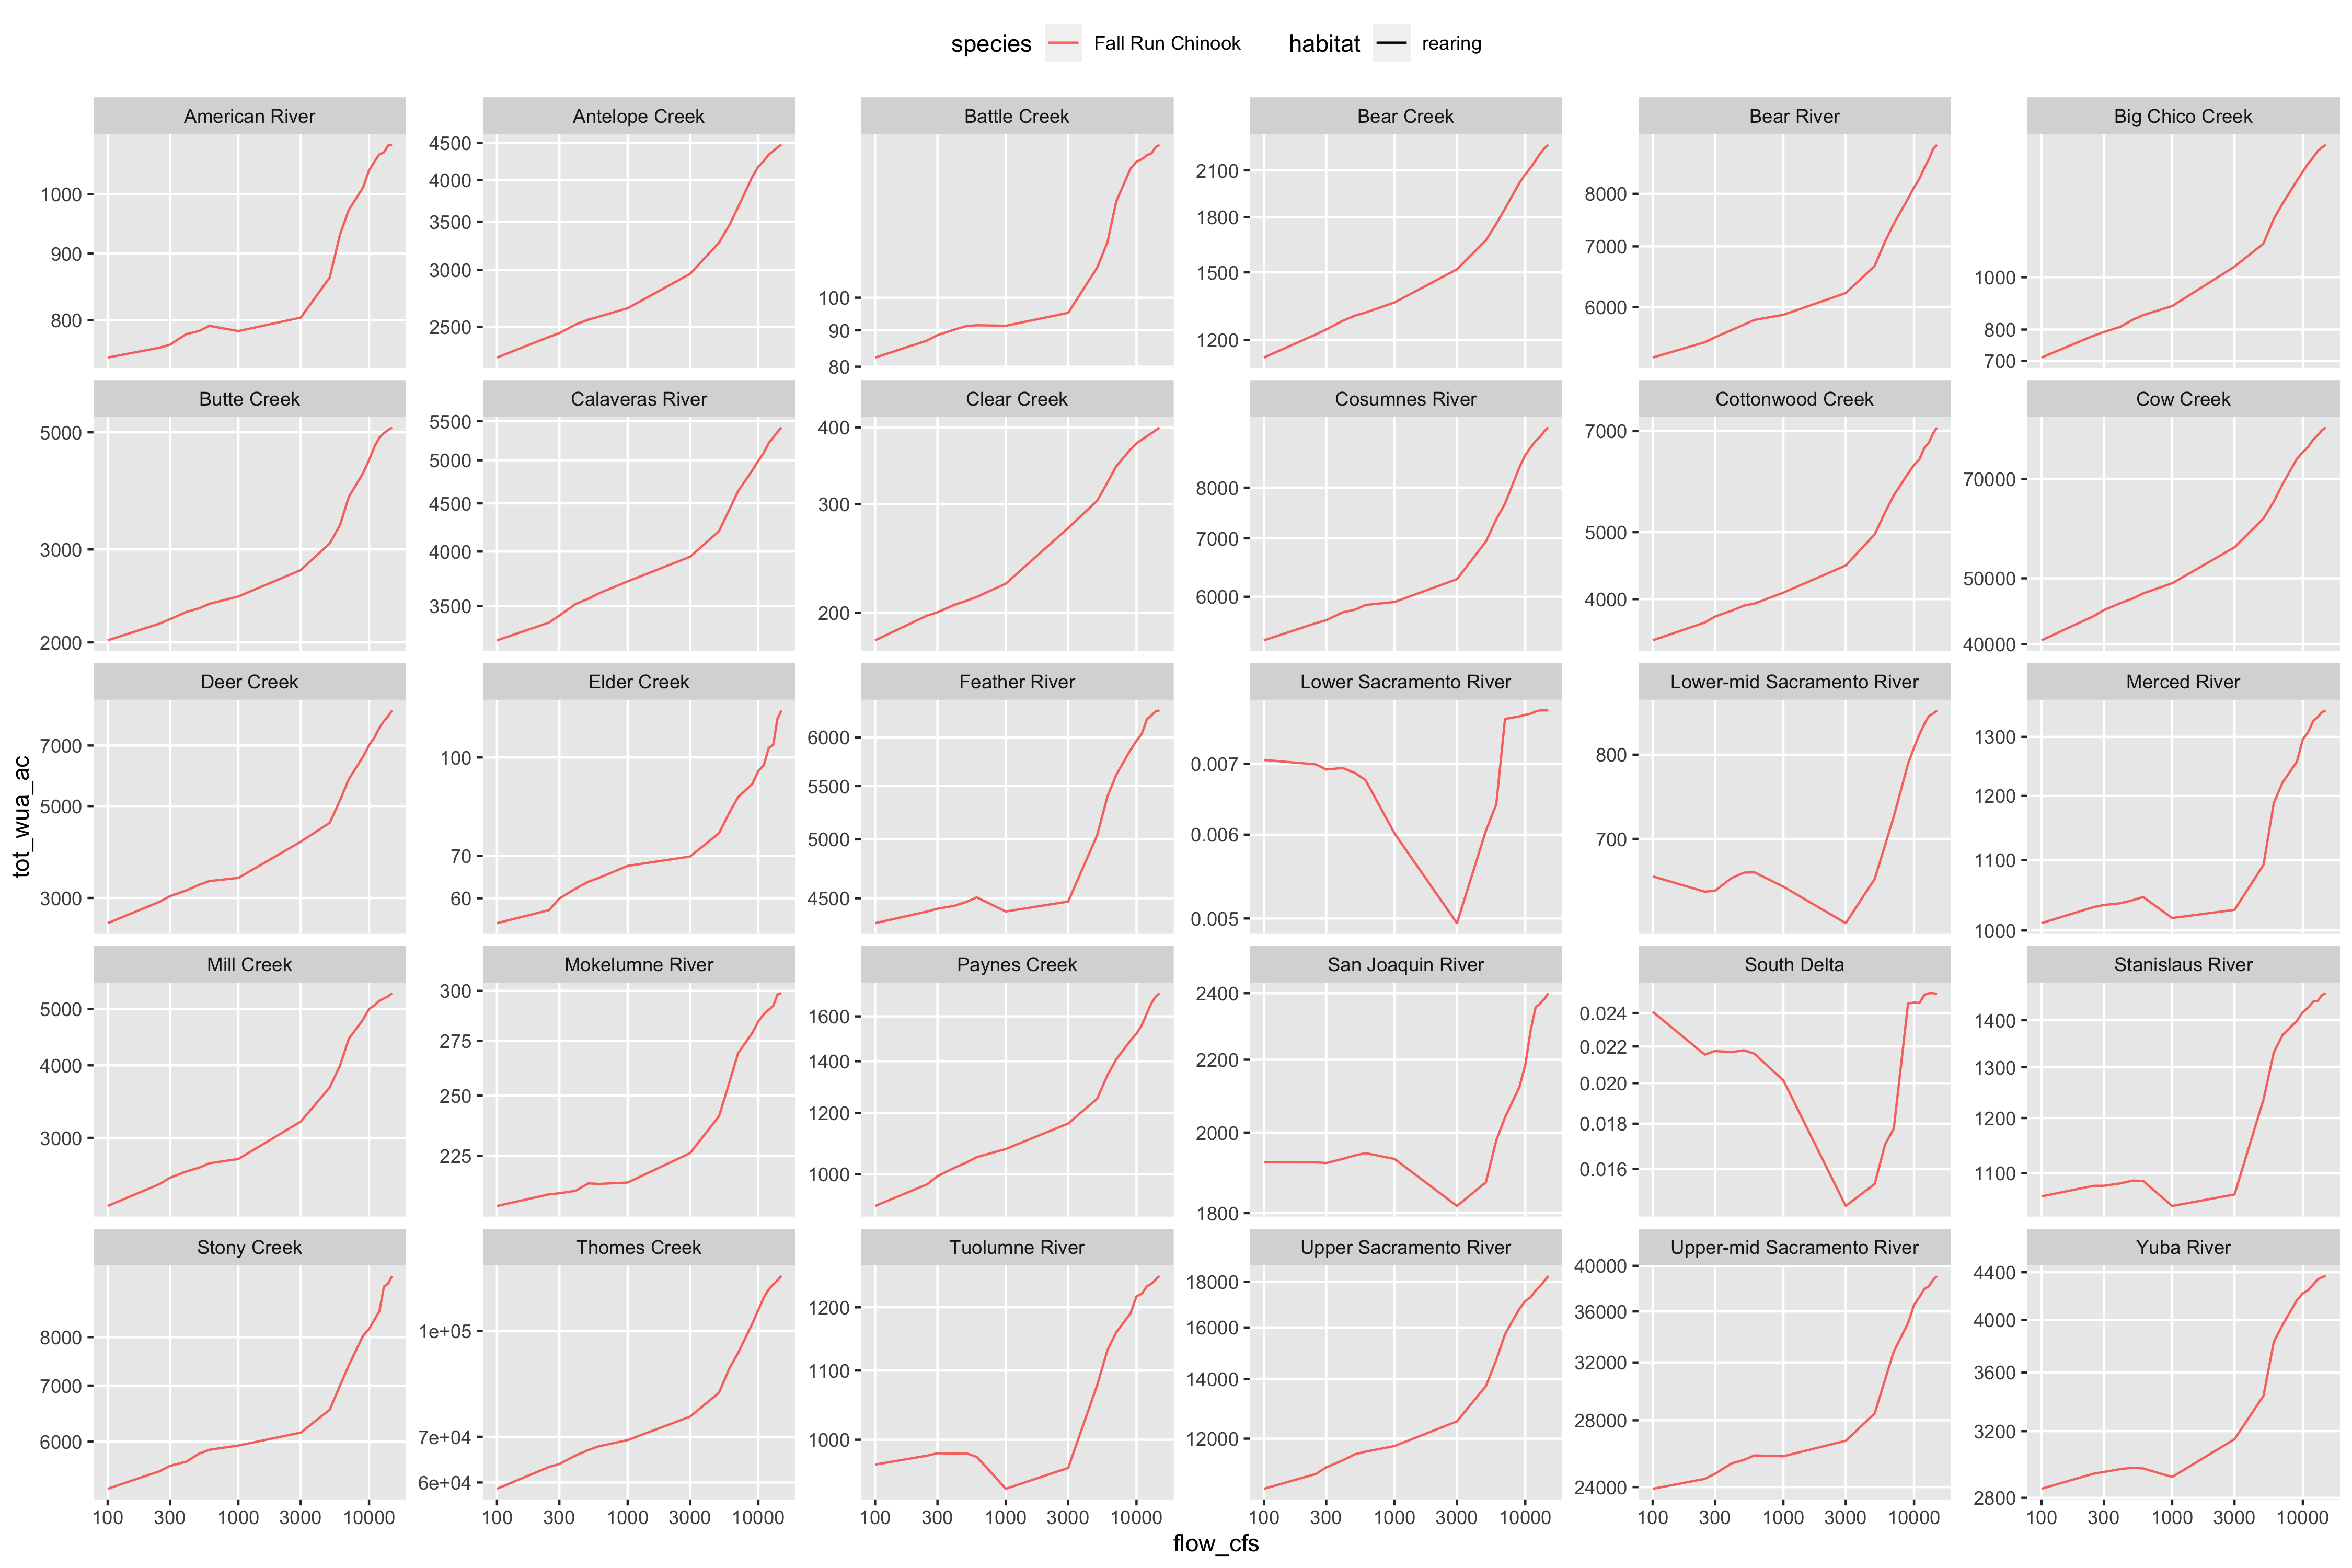 species Fall Run Chinook habitat rearing
American River Antelope Creek Battle Creek Bear Creek Bear River Big Chico Creek
1000 900 800
4500 4000 3500 3000 2500
100 90 80
2100 1800 1500 1200
8000 7000 6000
1000 800 700
Butte Creek Calaveras River Clear Creek Cosumnes River Cottonwood Creek Cow Creek
5000 3000 2000
5500 5000 4500 4000 3500
400 300 200
8000 7000 6000
7000 5000 4000
70000 50000 40000
Deer Creek Elder Creek Feather River Lower Sacramento River Lower-mid Sacramento River Merced River
7000 5000 3000
100 70 60
6000 5500 5000 4500
0.007 0.006 0.005
800 700
1300 1200 1100 1000
tot_wua_ac
Mill Creek Mokelumne River Paynes Creek San Joaquin River South Delta Stanislaus River
5000 4000 3000
300 275 250 225
1600 1400 1200 1000
2400 2200 2000 1800
0.024 0.022 0.020 0.018 0.016
1400 1300 1200 1100
Stony Creek Thomes Creek Tuolumne River Upper Sacramento River Upper-mid Sacramento River Yuba River
8000 7000 6000
1e+05 7e+04 6e+04
1200 1100 1000
18000 16000 14000 12000
40000 36000 32000 28000 24000
4400 4000 3600 3200 2800
100 300 1000 3000 10000 100 300 1000 3000 10000 100 300 1000 3000 10000 100 300 1000 3000 10000 100 300 1000 3000 10000 100 300 1000 3000 10000
flow_cfs